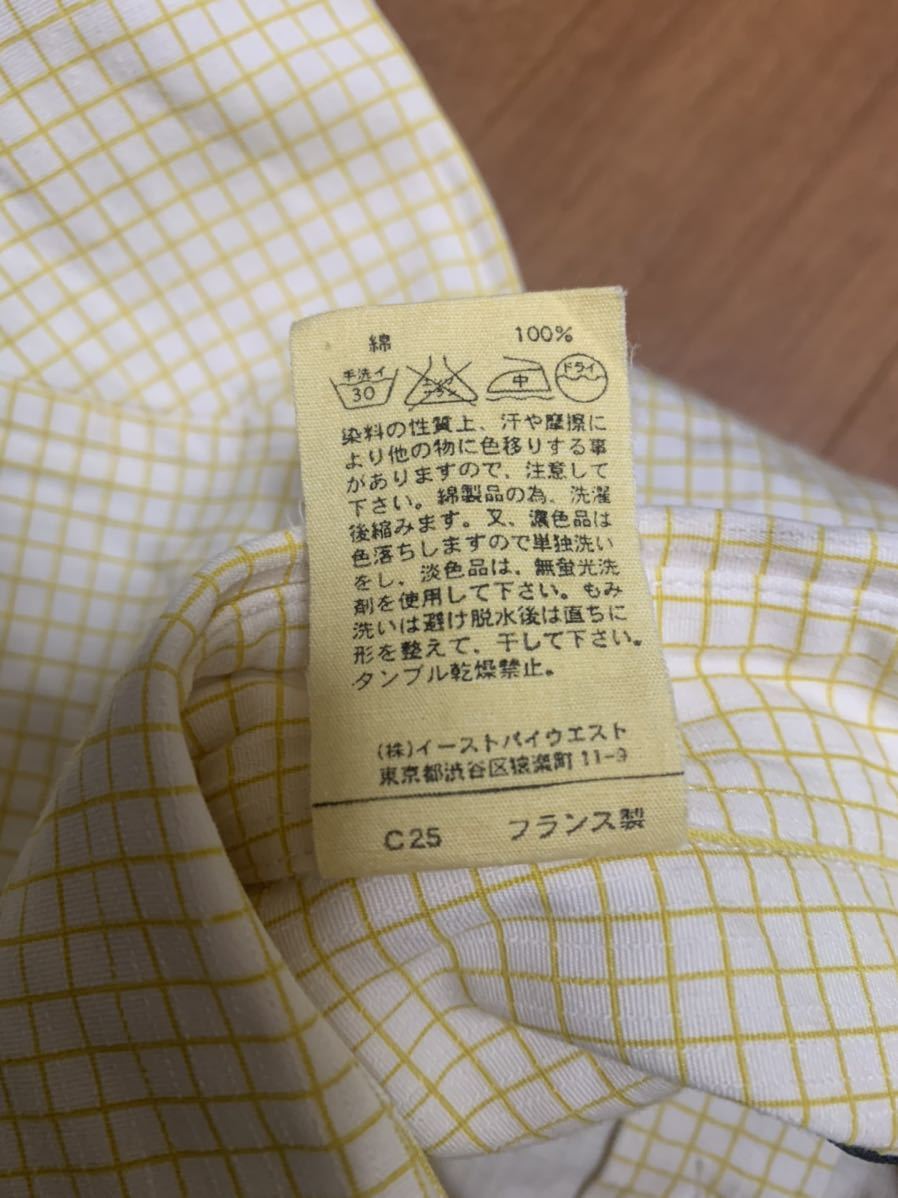 綿 100%
手洗イ 30 エンソ サラシ 中 ドライ
染料の性質上、汗や摩擦に
より他の物に色移りする事
がありますので、注意して
下さい。綿製品の為、洗濯
後縮みます。又、濃色品は
色落ちしますので単独洗い
をし、淡色品は、無蛍光洗
剤を使用して下さい。もみ
洗いは避け脱水後は直ちに
形を整えて、干して下さい。
タンブル乾燥禁止。
(株)イーストバイウエスト
東京都渋谷区猿楽町11-9
C25 フランス製